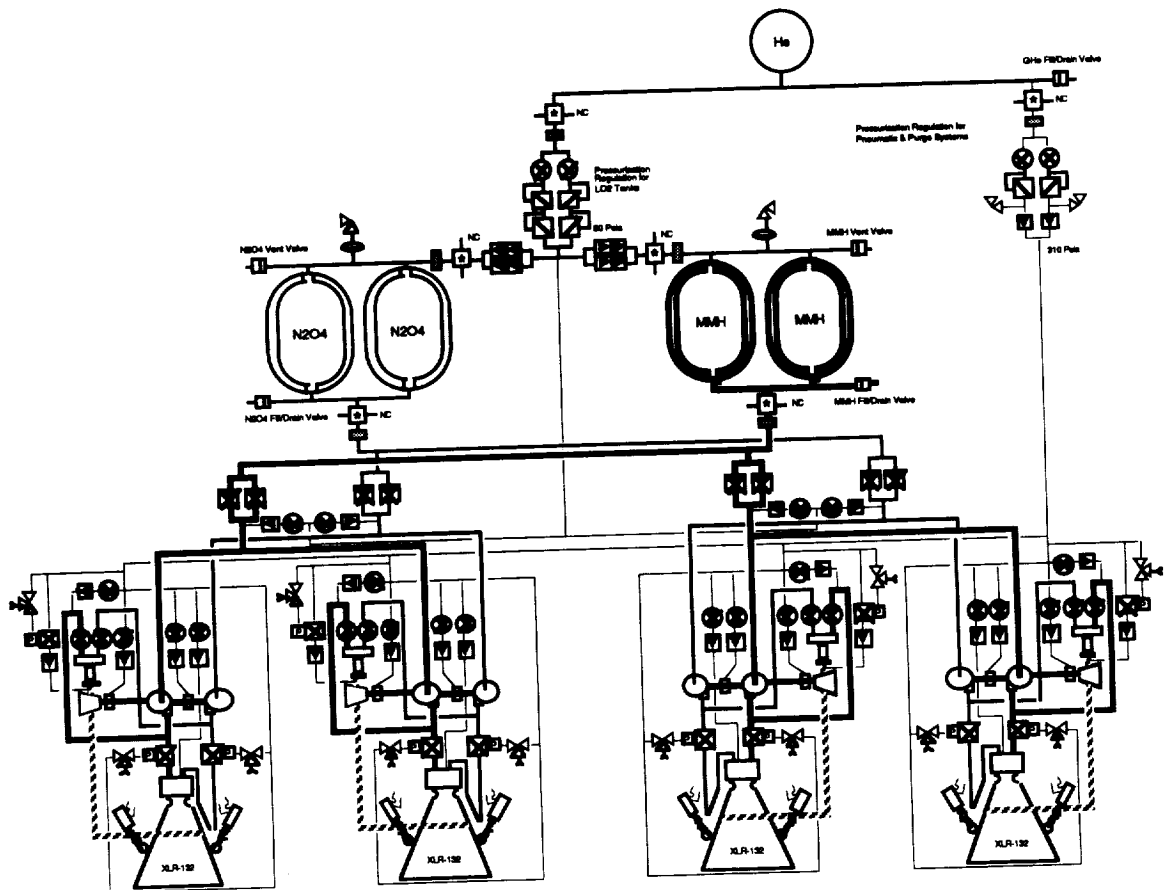 He
GHe Fill/Drain Valve
NC
NC
Pressurization Regulation for
Pneumatic & Purge Systems
Pressurization
Regulation for
LO2 Tanks
50 Psia
N2O4 Vent Valve
NC
NC
MMH Vent Valve
310 Psia
N2O4
N2O4
MMH
MMH
N2O4 Fill/Drain Valve
NC
NC
MMH Fill/Drain Valve
XLR-132
XLR-132
XLR-132
XLR-132